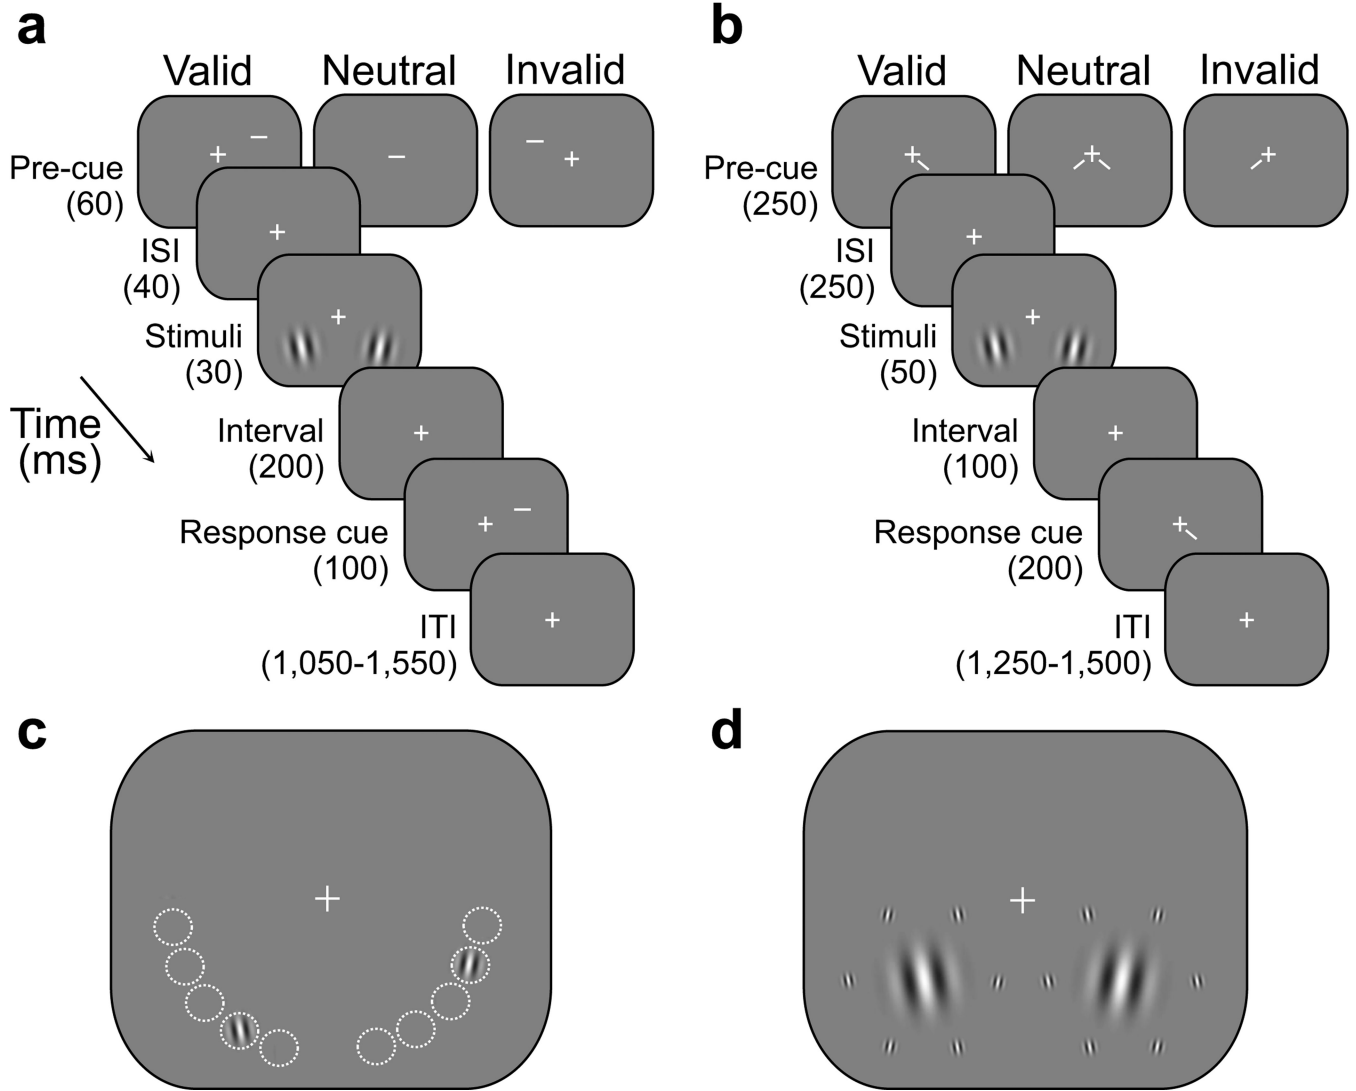 a
Valid Neutral Invalid
Pre-cue
(60)
ISI
(40)
Stimuli
(30)
Time
(ms)
Interval
(200)
Response cue
(100)
ITI
(1,050-1,550)
b
Valid Neutral Invalid
Pre-cue
(250)
ISI
(250)
Stimuli
(50)
Interval
(100)
Response cue
(200)
ITI
(1,250-1,500)
c
d